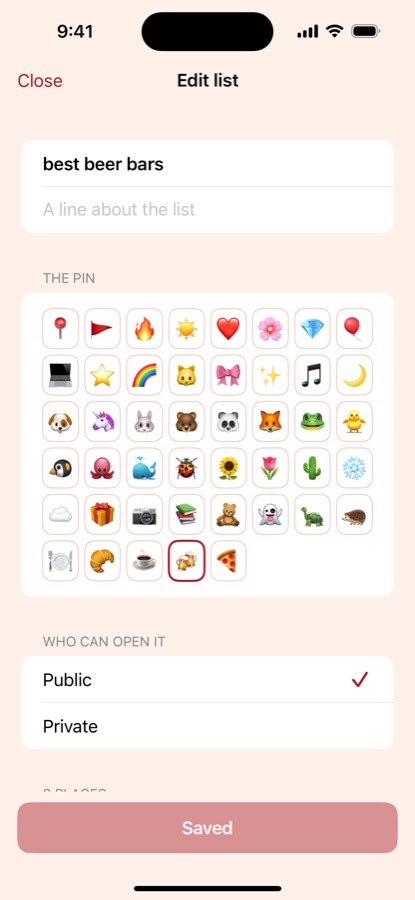 9:41
Close
Edit list
best beer bars
A line about the list
THE PIN
WHO CAN OPEN IT
Public
Private
PLACES
Saved